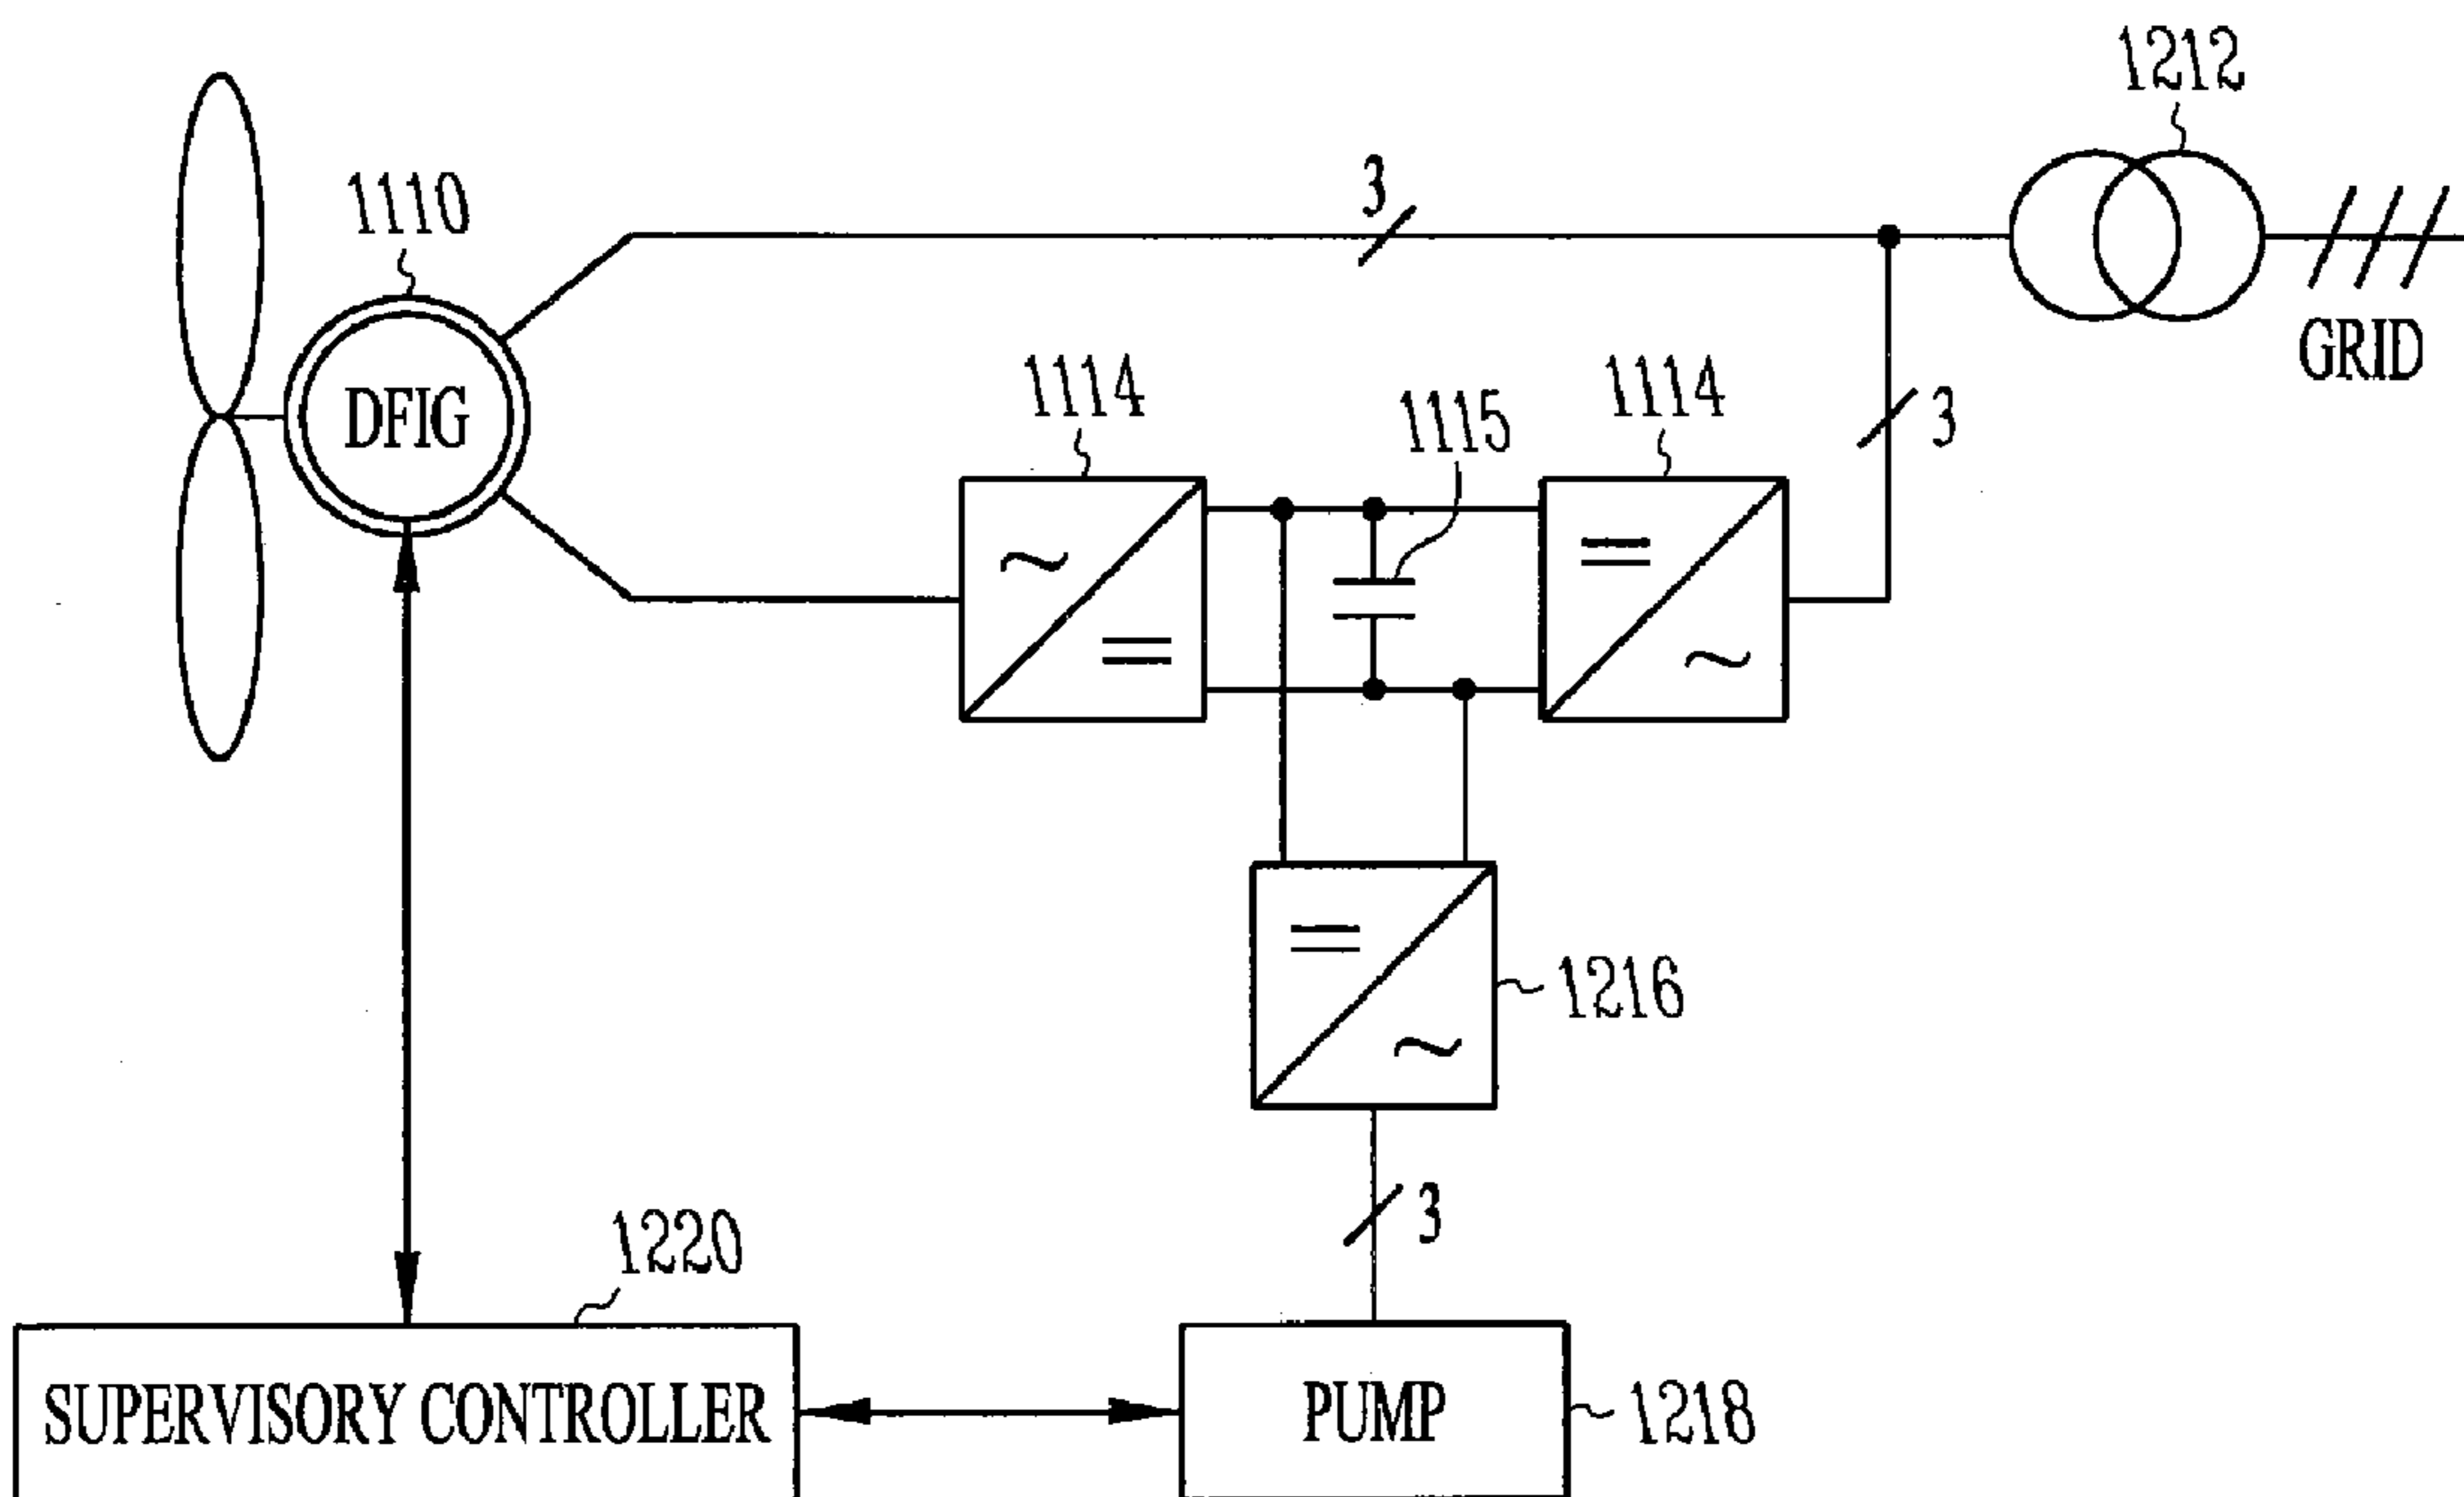 1212
3
1110
GRID
1114
1115
1114
3
DFIG
1216
3
1220
SUPERVISORY CONTROLLER
PUMP
1218